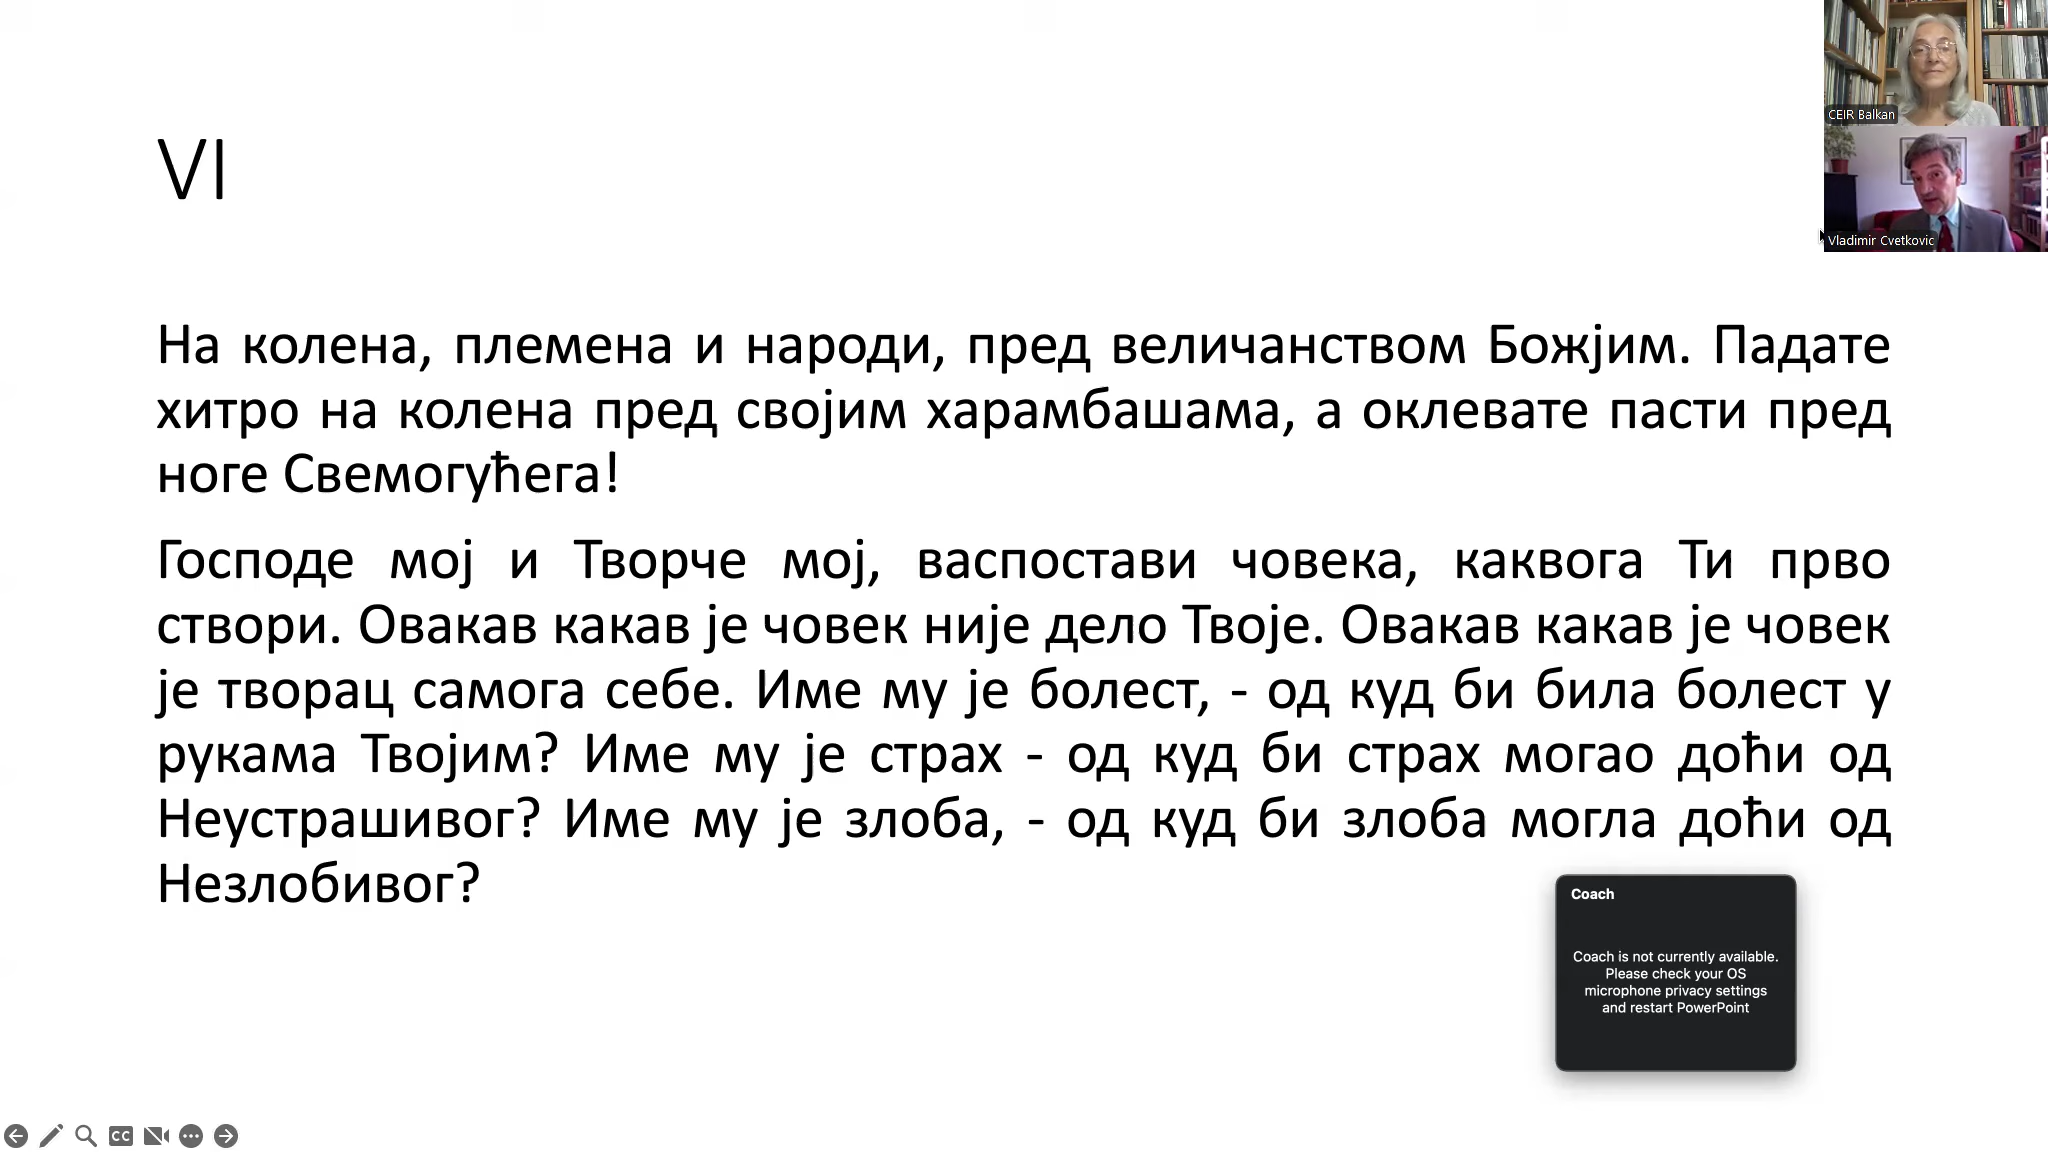 CEIR Balkan
Vladimir Cvetkovic
VI
На колена, племена и народи, пред величанством Божјим. Падате
хитро на колена пред својим харамбашама, а оклевате пасти пред
ноге Свемогућега!
Господе мој и Творче мој, васпостави човека, каквога Ти прво
створи. Овакав какав је човек није дело Твоје. Овакав какав је човек
је творац самога себе. Име му је болест, - од куд би била болест у
рукама Твојим? Име му је страх - од куд би страх могао доћи од
Неустрашивог? Име му је злоба, - од куд би злоба могла доћи од
Незлобивог?
Coach
Coach is not currently available.
Please check your OS
microphone privacy settings
and restart PowerPoint
CC